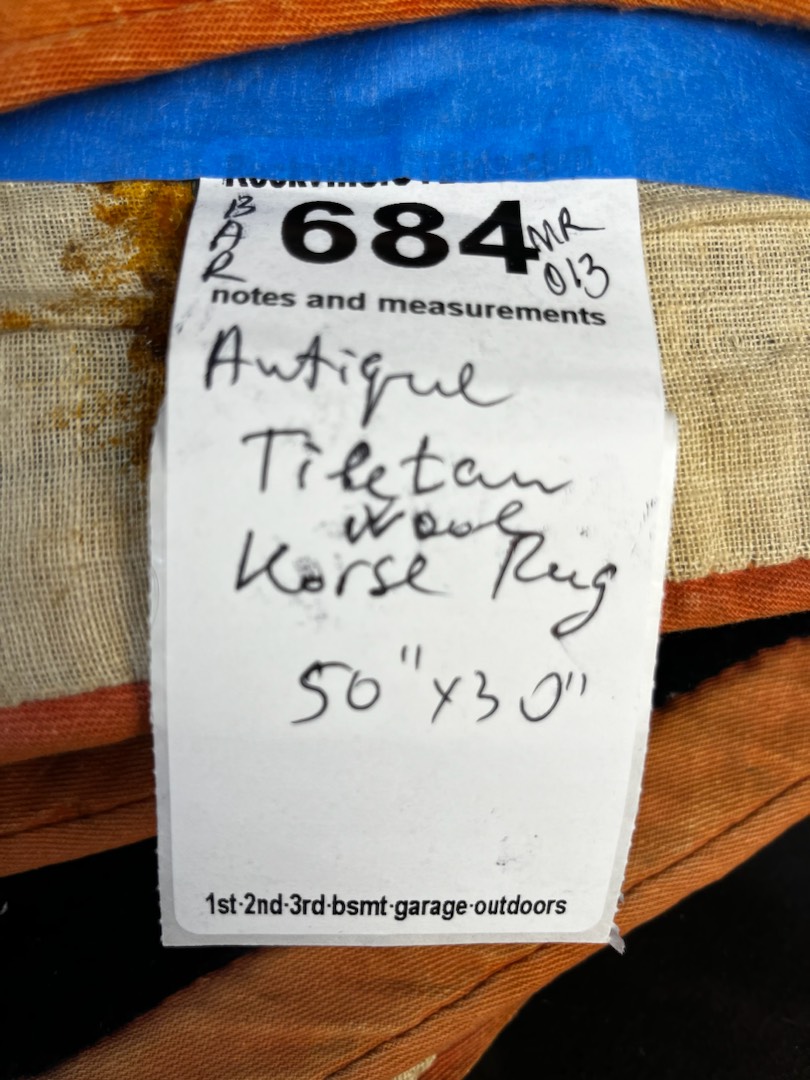 BAR 684 MR 013
notes and measurements
Antique
Tibetan
wool
Horse Rug
50" x 30"
1st·2nd·3rd·bsmt·garage·outdoors